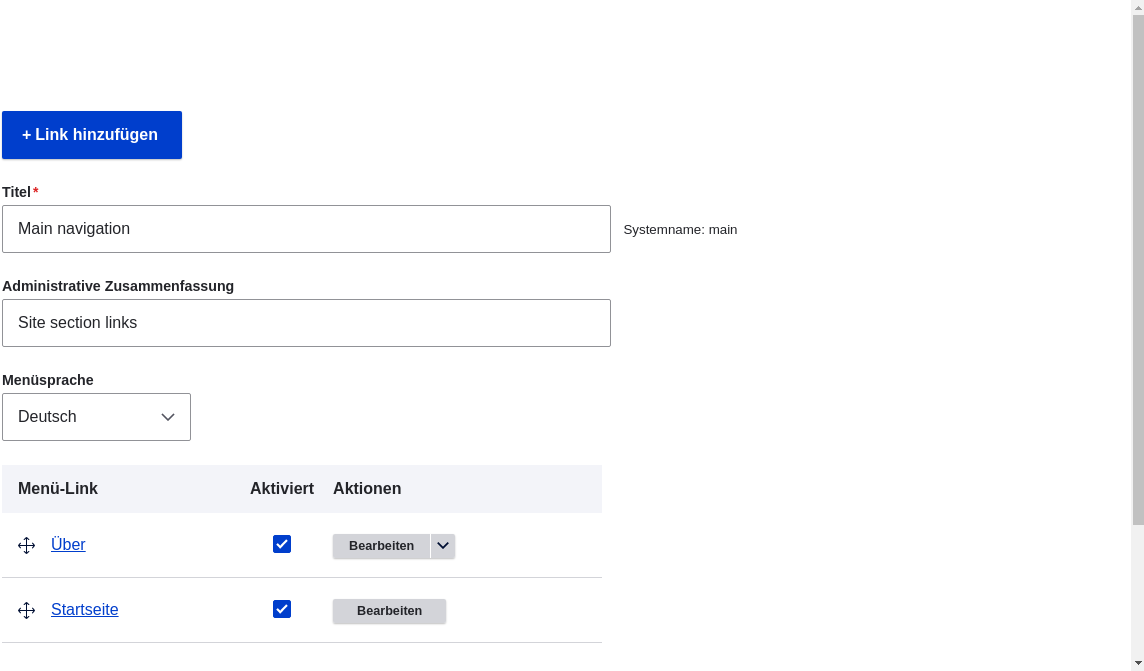 + Link hinzufügen
Titel*
Main navigation
Systemname: main
Administrative Zusammenfassung
Site section links
Menüsprache
Deutsch
Menü-Link Aktiviert Aktionen
Über Bearbeiten
Startseite Bearbeiten